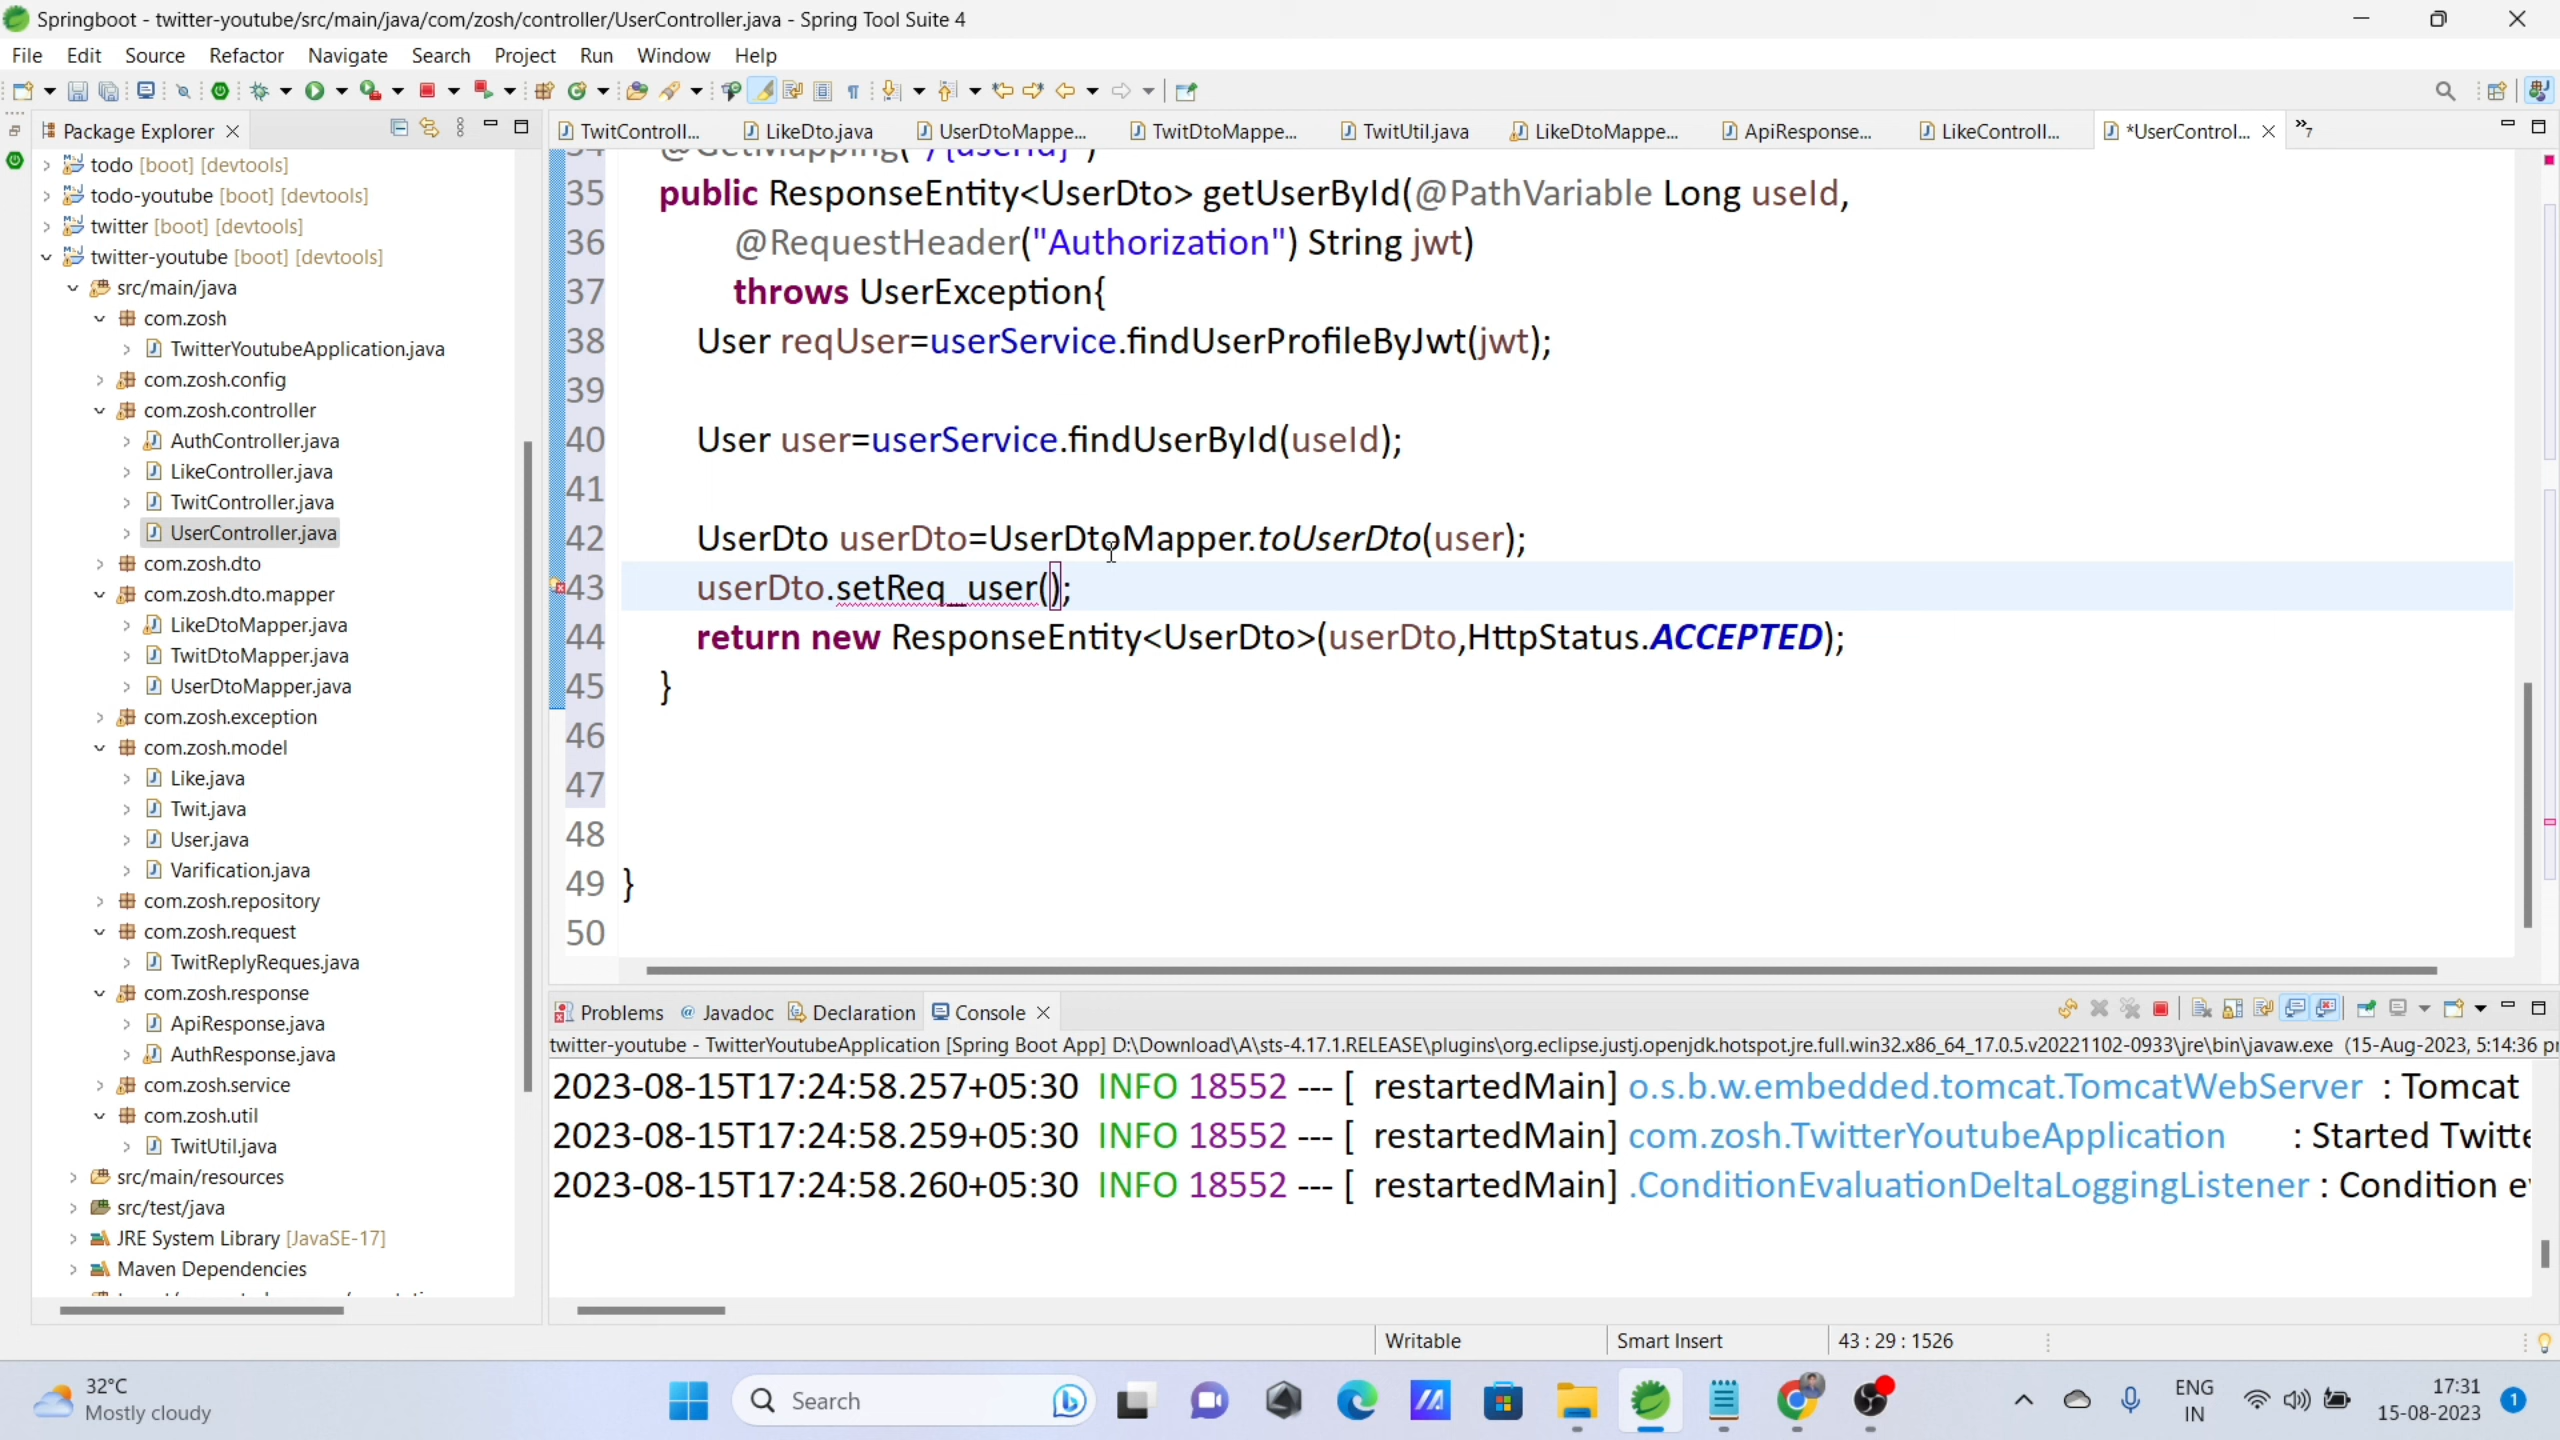 Springboot - twitter-youtube/src/main/java/com/zosh/controller/UserController.java - Spring Tool Suite 4
File Edit Source Refactor Navigate Search Project Run Window Help
Package Explorer
todo [boot] [devtools]
todo-youtube [boot] [devtools]
twitter [boot] [devtools]
twitter-youtube [boot] [devtools]
src/main/java
com.zosh
TwitterYoutubeApplication.java
com.zosh.config
com.zosh.controller
AuthController.java
LikeController.java
TwitController.java
UserController.java
com.zosh.dto
com.zosh.dto.mapper
LikeDtoMapper.java
TwitDtoMapper.java
UserDtoMapper.java
com.zosh.exception
com.zosh.model
Like.java
Twit.java
User.java
Varification.java
com.zosh.repository
com.zosh.request
TwitReplyReques.java
com.zosh.response
ApiResponse.java
AuthResponse.java
com.zosh.service
com.zosh.util
TwitUtil.java
src/main/resources
src/test/java
JRE System Library [JavaSE-17]
Maven Dependencies
TwitControll... LikeDto.java UserDtoMappe... TwitDtoMappe... TwitUtil.java LikeDtoMappe... ApiResponse... LikeControll... *UserControl... »7
34 @GetMapping("/{userId}")
35 public ResponseEntity<UserDto> getUserById(@PathVariable Long useId,
36 @RequestHeader("Authorization") String jwt)
37 throws UserException{
38 User reqUser=userService.findUserProfileByJwt(jwt);
39
40 User user=userService.findUserById(useId);
41
42 UserDto userDto=UserDtoMapper.toUserDto(user);
43 userDto.setReq_user();
44 return new ResponseEntity<UserDto>(userDto,HttpStatus.ACCEPTED);
45 }
46
47
48
49 }
50
Problems Javadoc Declaration Console
twitter-youtube - TwitterYoutubeApplication [Spring Boot App] D:\Download\A\sts-4.17.1.RELEASE\plugins\org.eclipse.justj.openjdk.hotspot.jre.full.win32.x86_64_17.0.5.v20221102-0933\jre\bin\javaw.exe (15-Aug-2023, 5:14:36 pr
2023-08-15T17:24:58.257+05:30 INFO 18552 --- [ restartedMain] o.s.b.w.embedded.tomcat.TomcatWebServer : Tomcat
2023-08-15T17:24:58.259+05:30 INFO 18552 --- [ restartedMain] com.zosh.TwitterYoutubeApplication : Started Twitte
2023-08-15T17:24:58.260+05:30 INFO 18552 --- [ restartedMain] .ConditionEvaluationDeltaLoggingListener : Condition e
Writable Smart Insert 43 : 29 : 1526
32°C
Mostly cloudy
Search
ENG
IN
17:31
15-08-2023
1